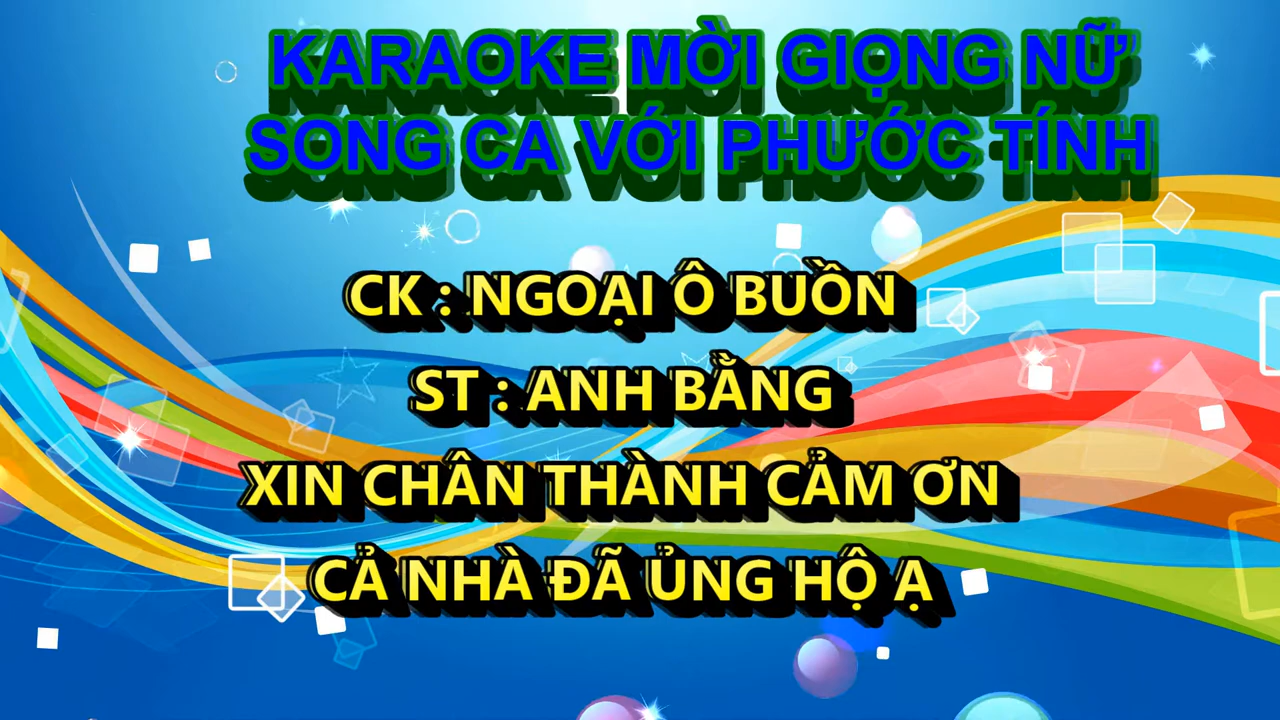 KARAOKE MỜI GIỌNG NỮ
SONG CA VỚI PHƯỚC TÍNH
CK : NGOẠI Ô BUỒN
ST : ANH BẰNG
XIN CHÂN THÀNH CẢM ƠN
CẢ NHÀ ĐÃ ỦNG HỘ Ạ